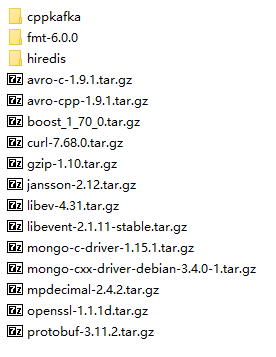 cppkafka
fmt-6.0.0
hiredis
avro-c-1.9.1.tar.gz
avro-cpp-1.9.1.tar.gz
boost_1_70_0.tar.gz
curl-7.68.0.tar.gz
gzip-1.10.tar.gz
jansson-2.12.tar.gz
libev-4.31.tar.gz
libevent-2.1.11-stable.tar.gz
mongo-c-driver-1.15.1.tar.gz
mongo-cxx-driver-debian-3.4.0-1.tar.gz
mpdecimal-2.4.2.tar.gz
openssl-1.1.1d.tar.gz
protobuf-3.11.2.tar.gz